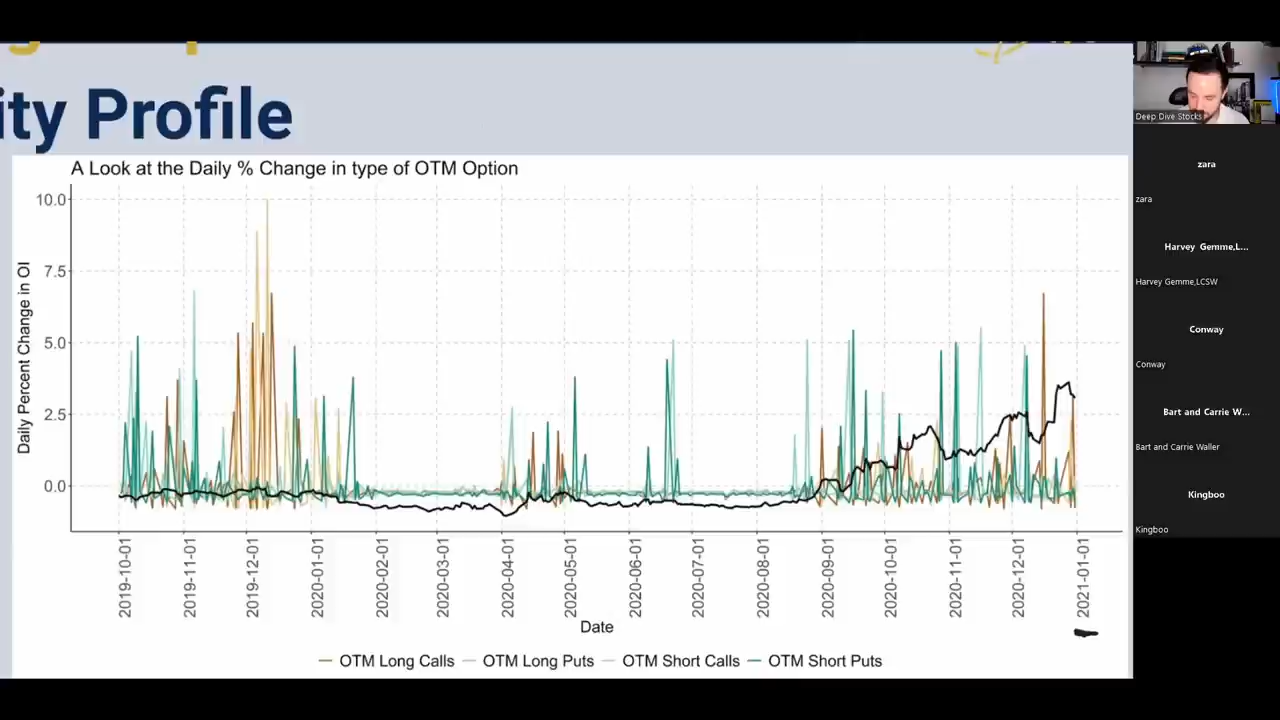 ity Profile
A Look at the Daily % Change in type of OTM Option
Daily Percent Change in OI
10.0
7.5
5.0
2.5
0.0
2019-10-01
2019-11-01
2019-12-01
2020-01-01
2020-02-01
2020-03-01
2020-04-01
2020-05-01
2020-06-01
2020-07-01
2020-08-01
2020-09-01
2020-10-01
2020-11-01
2020-12-01
2021-01-01
Date
OTM Long Calls
OTM Long Puts
OTM Short Calls
OTM Short Puts
Deep Dive Stocks
zara
zara
Harvey Gemme,L...
Harvey Gemme,LCSW
Conway
Conway
Bart and Carrie W...
Bart and Carrie Waller
Kingboo
Kingboo